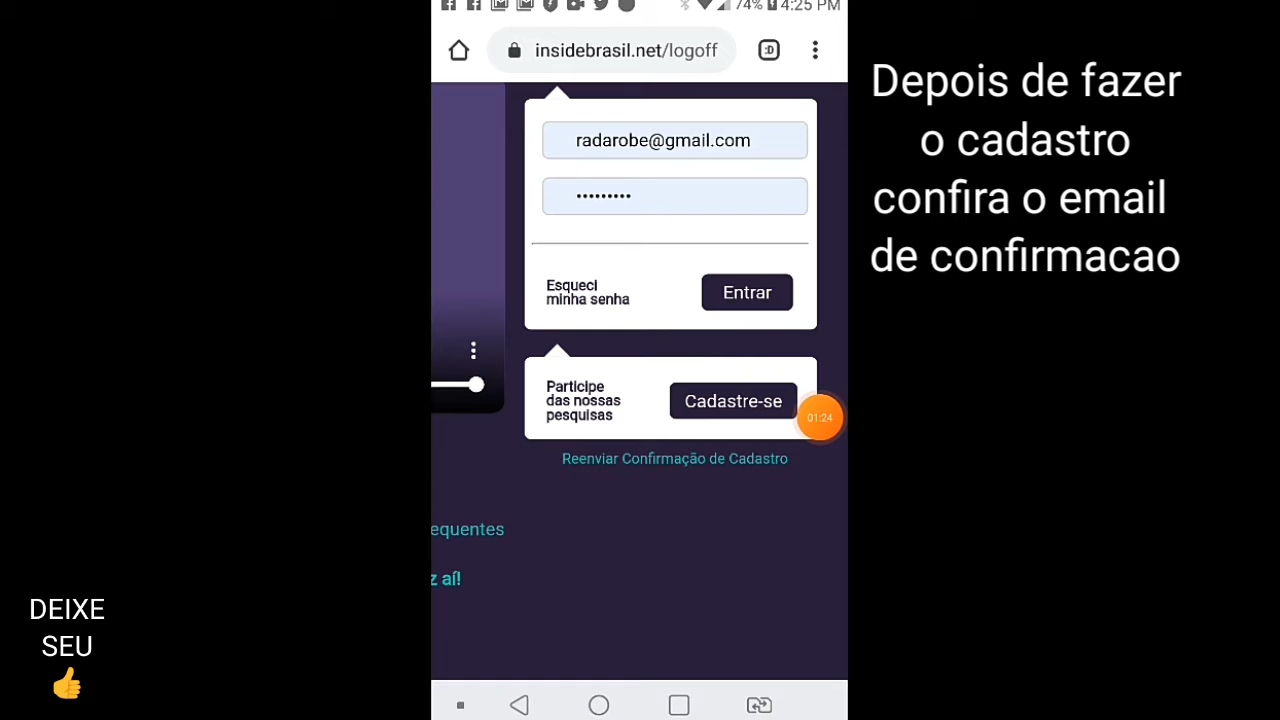 74% 4:25 PM
insidebrasil.net/logoff
:D
radarobe@gmail.com
•••••••••
Esqueci
minha senha
Entrar
Participe
das nossas
pesquisas
Cadastre-se
01:24
Reenviar Confirmação de Cadastro
equentes
z aí!
Depois de fazer
o cadastro
confira o email
de confirmacao
DEIXE
SEU
👍